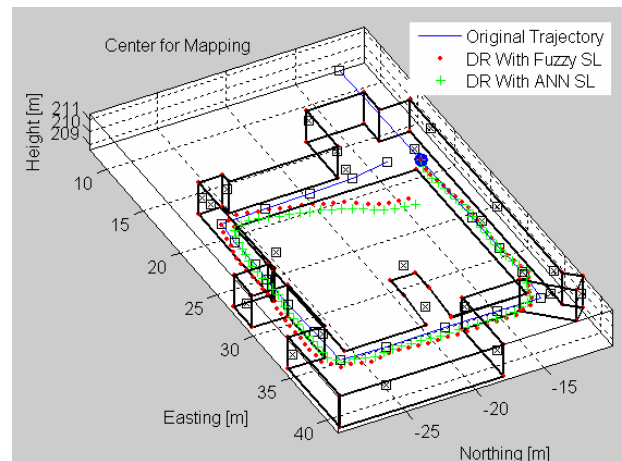 Center for Mapping
Original Trajectory
DR With Fuzzy SL
DR With ANN SL
Height [m]
211
210
209
10
15
20
25
30
35
40
Easting [m]
-25
-20
-15
Northing [m]